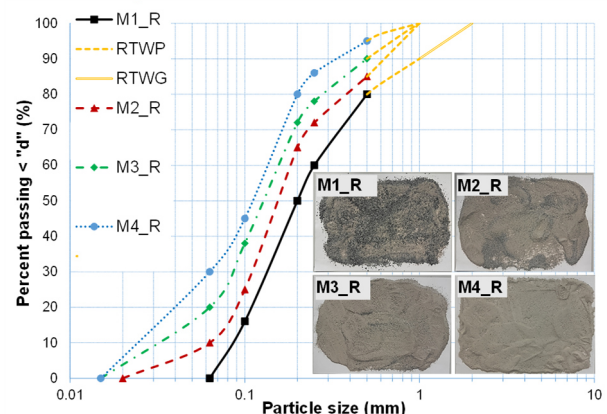 Percent passing < "d" (%)
100
90
80
70
60
50
40
30
20
10
0
M1_R
RTWP
RTWG
M2_R
M3_R
M4_R
M1_R
M2_R
M3_R
M4_R
0.01
0.1
1
10
Particle size (mm)